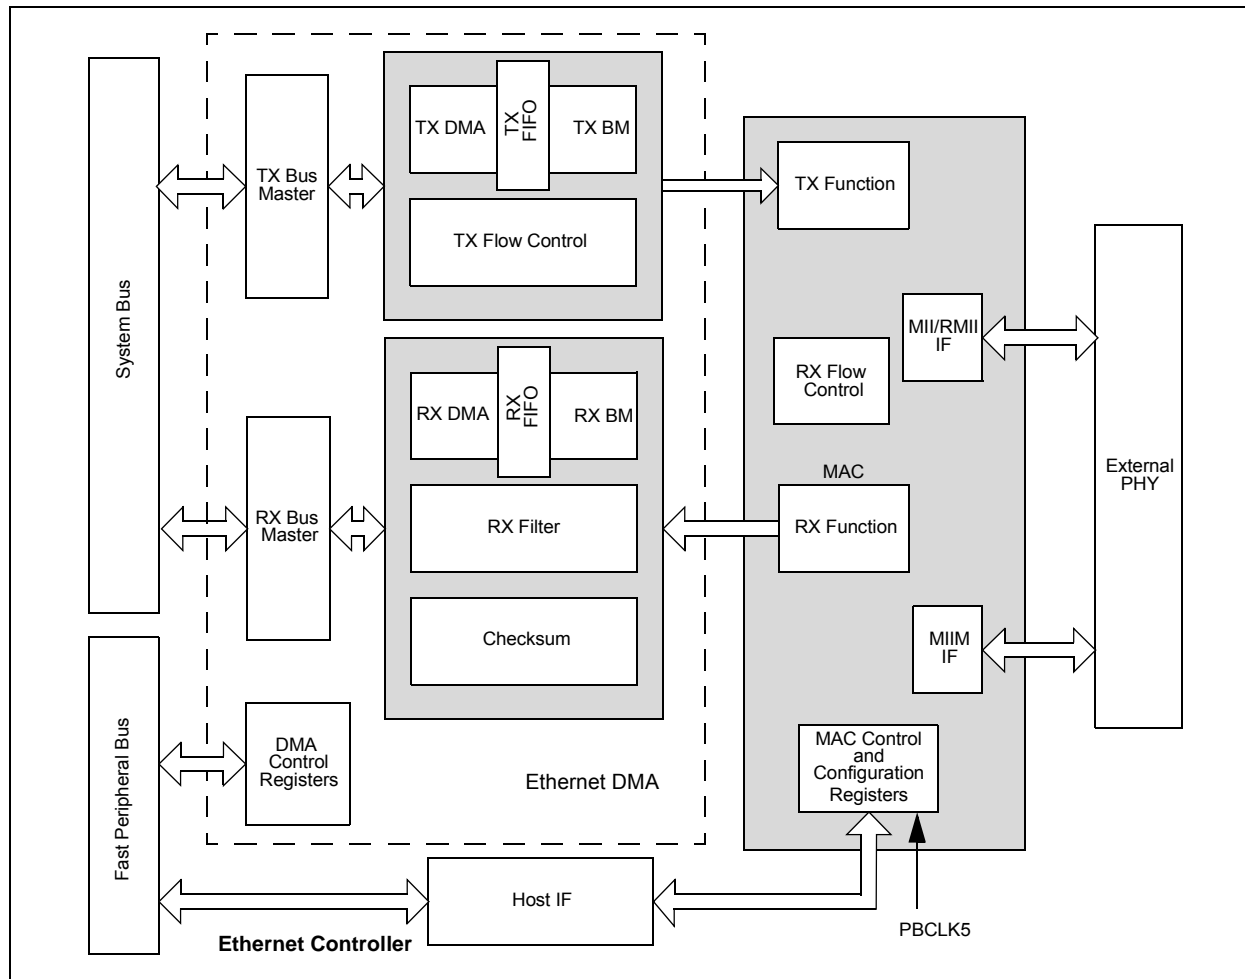 System Bus
TX Bus
Master
TX DMA
TX
FIFO
TX BM
TX Flow Control
TX Function
MII/RMII
IF
RX Flow
Control
RX DMA
RX
FIFO
RX BM
MAC
External
PHY
RX Bus
Master
RX Filter
RX Function
Checksum
MIIM
IF
Fast Peripheral Bus
DMA
Control
Registers
Ethernet DMA
MAC Control
and
Configuration
Registers
Host IF
PBCLK5
Ethernet Controller